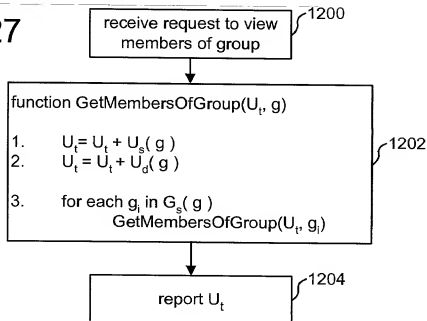 27
receive request to view
members of group
1200
function GetMembersOfGroup(Ut, g)
1. Ut= Ut + Us( g )
2. Ut = Ut + Ud( g )
3. for each gi in Gs( g )
GetMembersOfGroup(Ut, gi)
1202
report Ut
1204